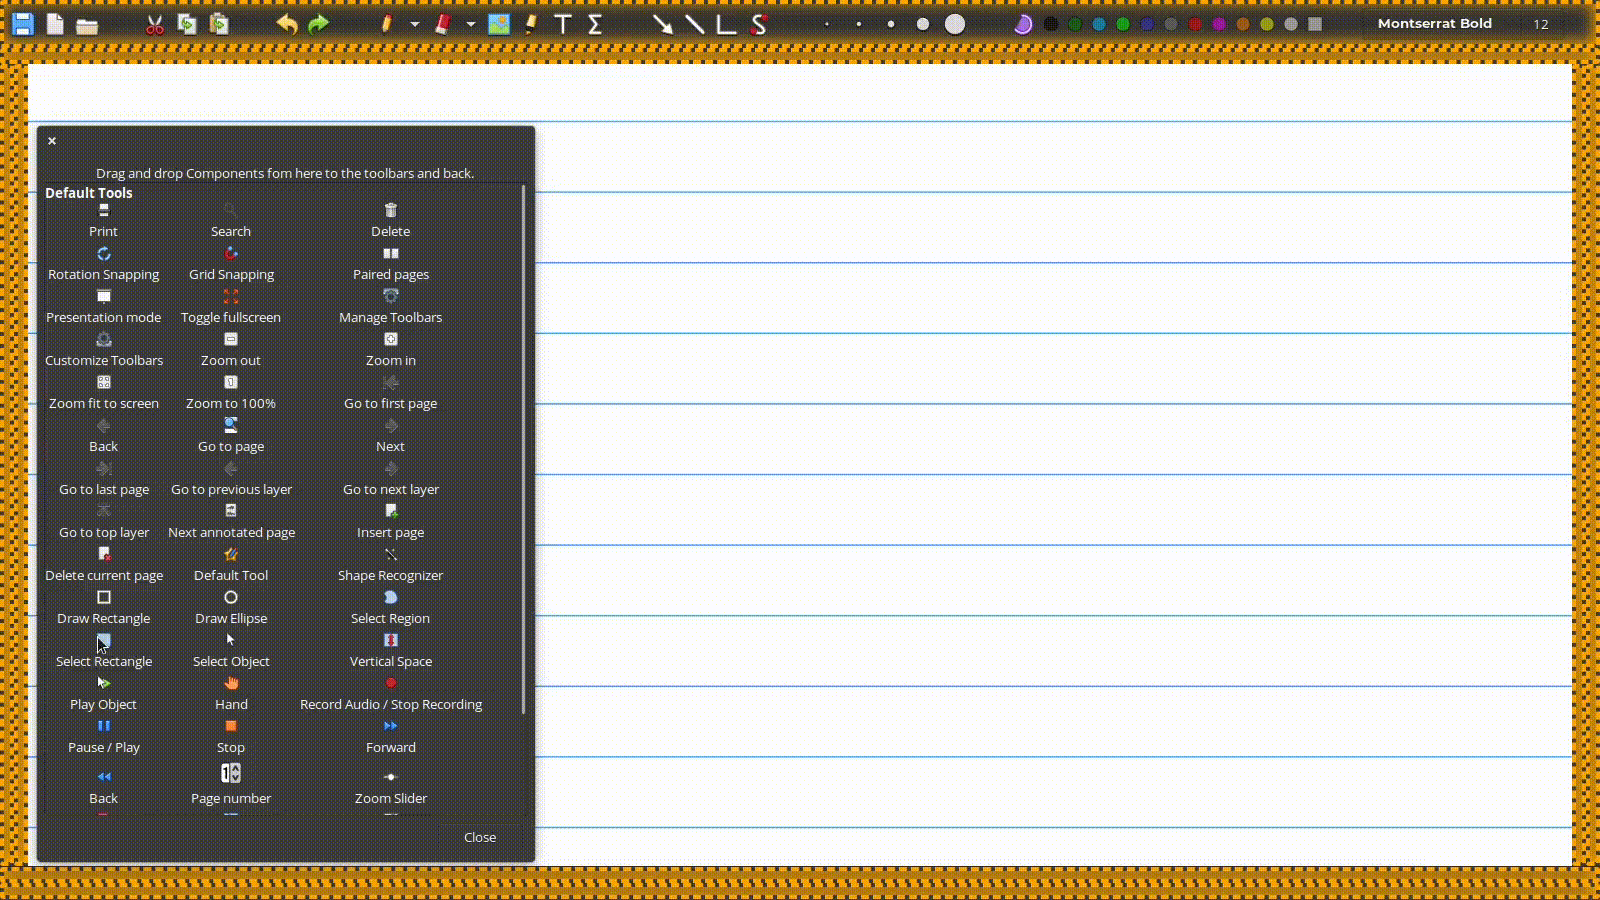 Montserrat Bold 12
Drag and drop Components fom here to the toolbars and back.
Default Tools
Print Search Delete
Rotation Snapping Grid Snapping Paired pages
Presentation mode Toggle fullscreen Manage Toolbars
Customize Toolbars Zoom out Zoom in
Zoom fit to screen Zoom to 100% Go to first page
Back Go to page Next
Go to last page Go to previous layer Go to next layer
Go to top layer Next annotated page Insert page
Delete current page Default Tool Shape Recognizer
Draw Rectangle Draw Ellipse Select Region
Select Rectangle Select Object Vertical Space
Play Object Hand Record Audio / Stop Recording
Pause / Play Stop Forward
1
Back Page number Zoom Slider
Close